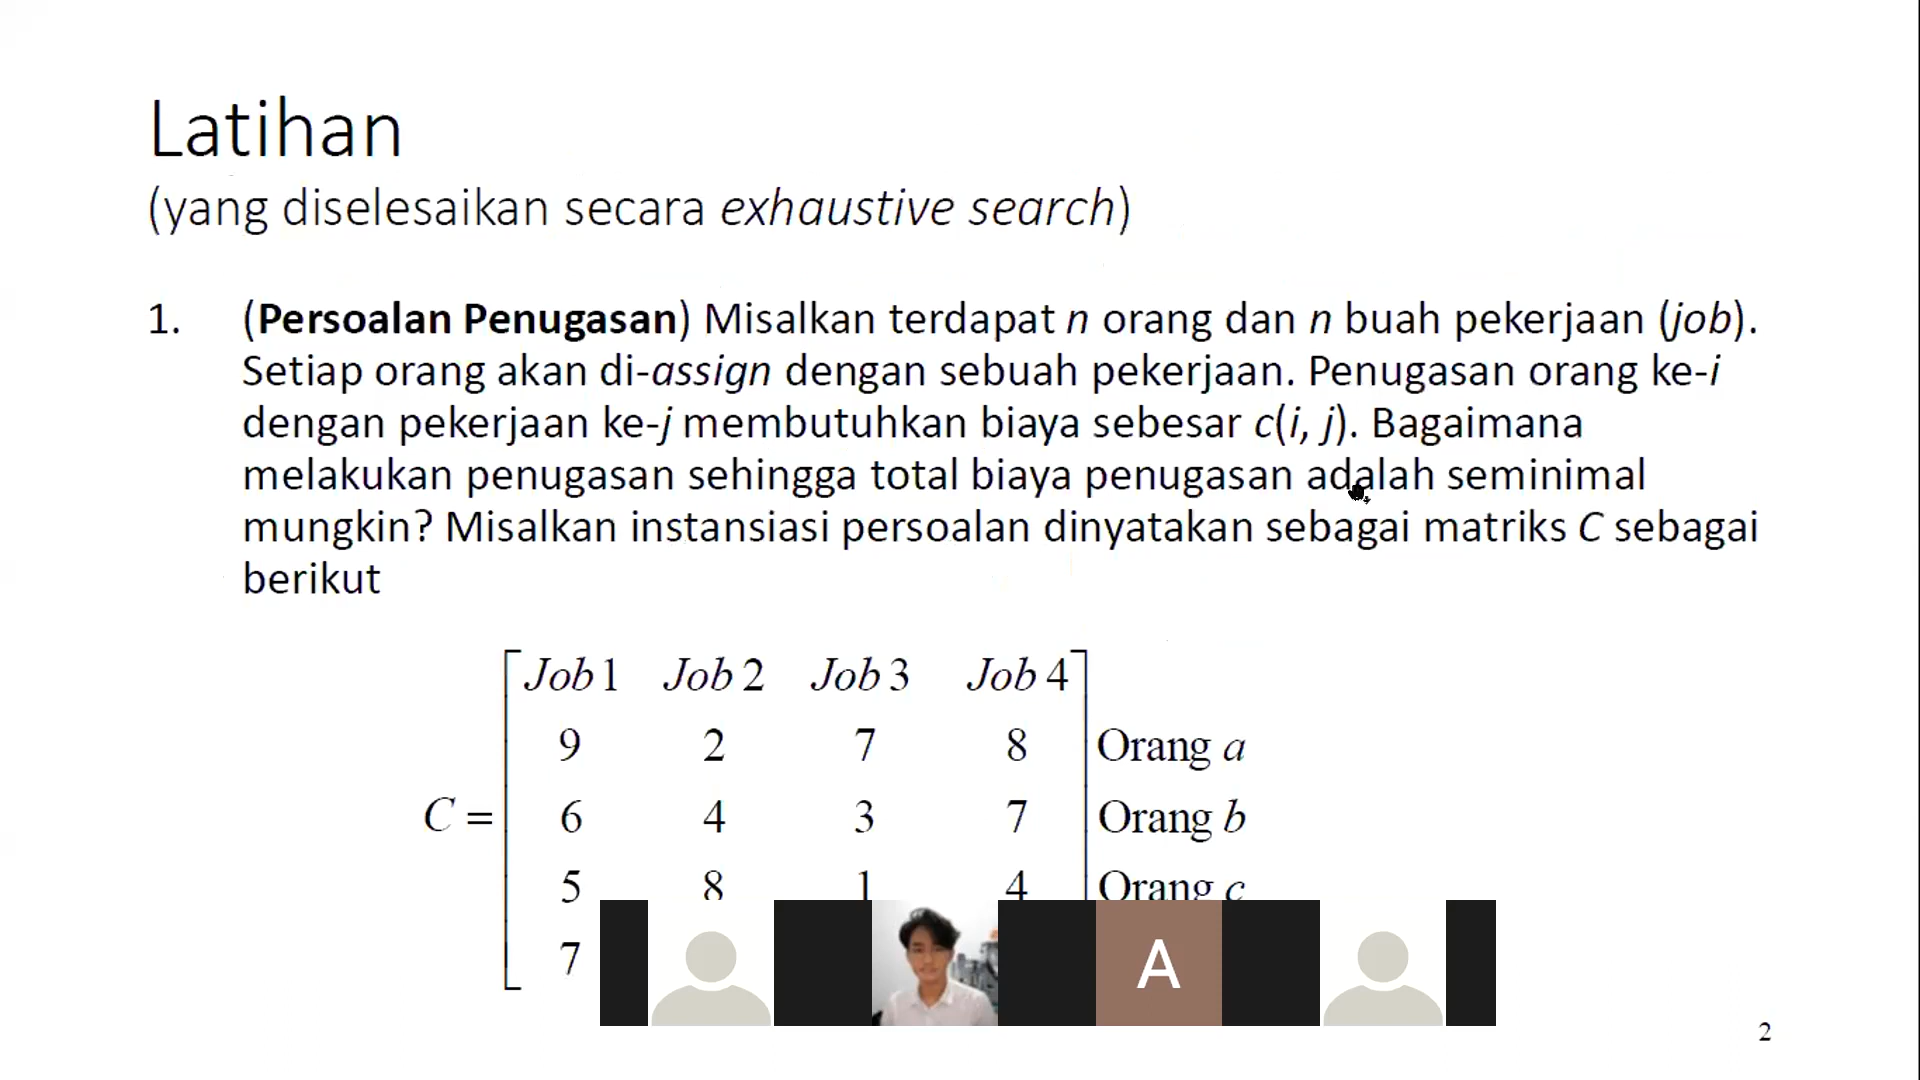 Latihan
(yang diselesaikan secara exhaustive search)
1. (Persoalan Penugasan) Misalkan terdapat n orang dan n buah pekerjaan (job).
Setiap orang akan di-assign dengan sebuah pekerjaan. Penugasan orang ke-i
dengan pekerjaan ke-j membutuhkan biaya sebesar c(i, j). Bagaimana
melakukan penugasan sehingga total biaya penugasan adalah seminimal
mungkin? Misalkan instansiasi persoalan dinyatakan sebagai matriks C sebagai
berikut
Job 1 Job 2 Job 3 Job 4
9 2 7 8 Orang a
C = 6 4 3 7 Orang b
5 8 1 4 Orang c
7
A
2